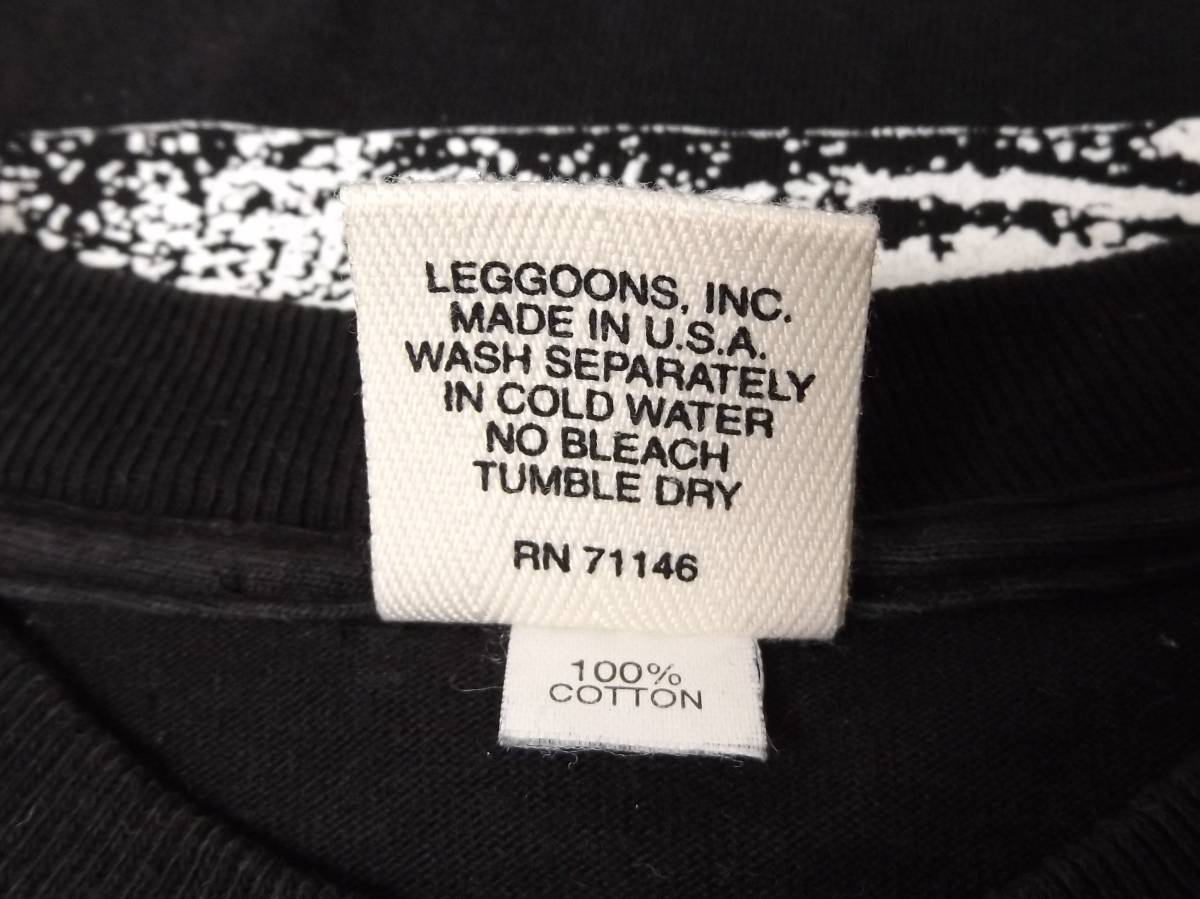 LEGGOONS, INC.
MADE IN U.S.A.
WASH SEPARATELY
IN COLD WATER
NO BLEACH
TUMBLE DRY
RN 71146
100%
COTTON